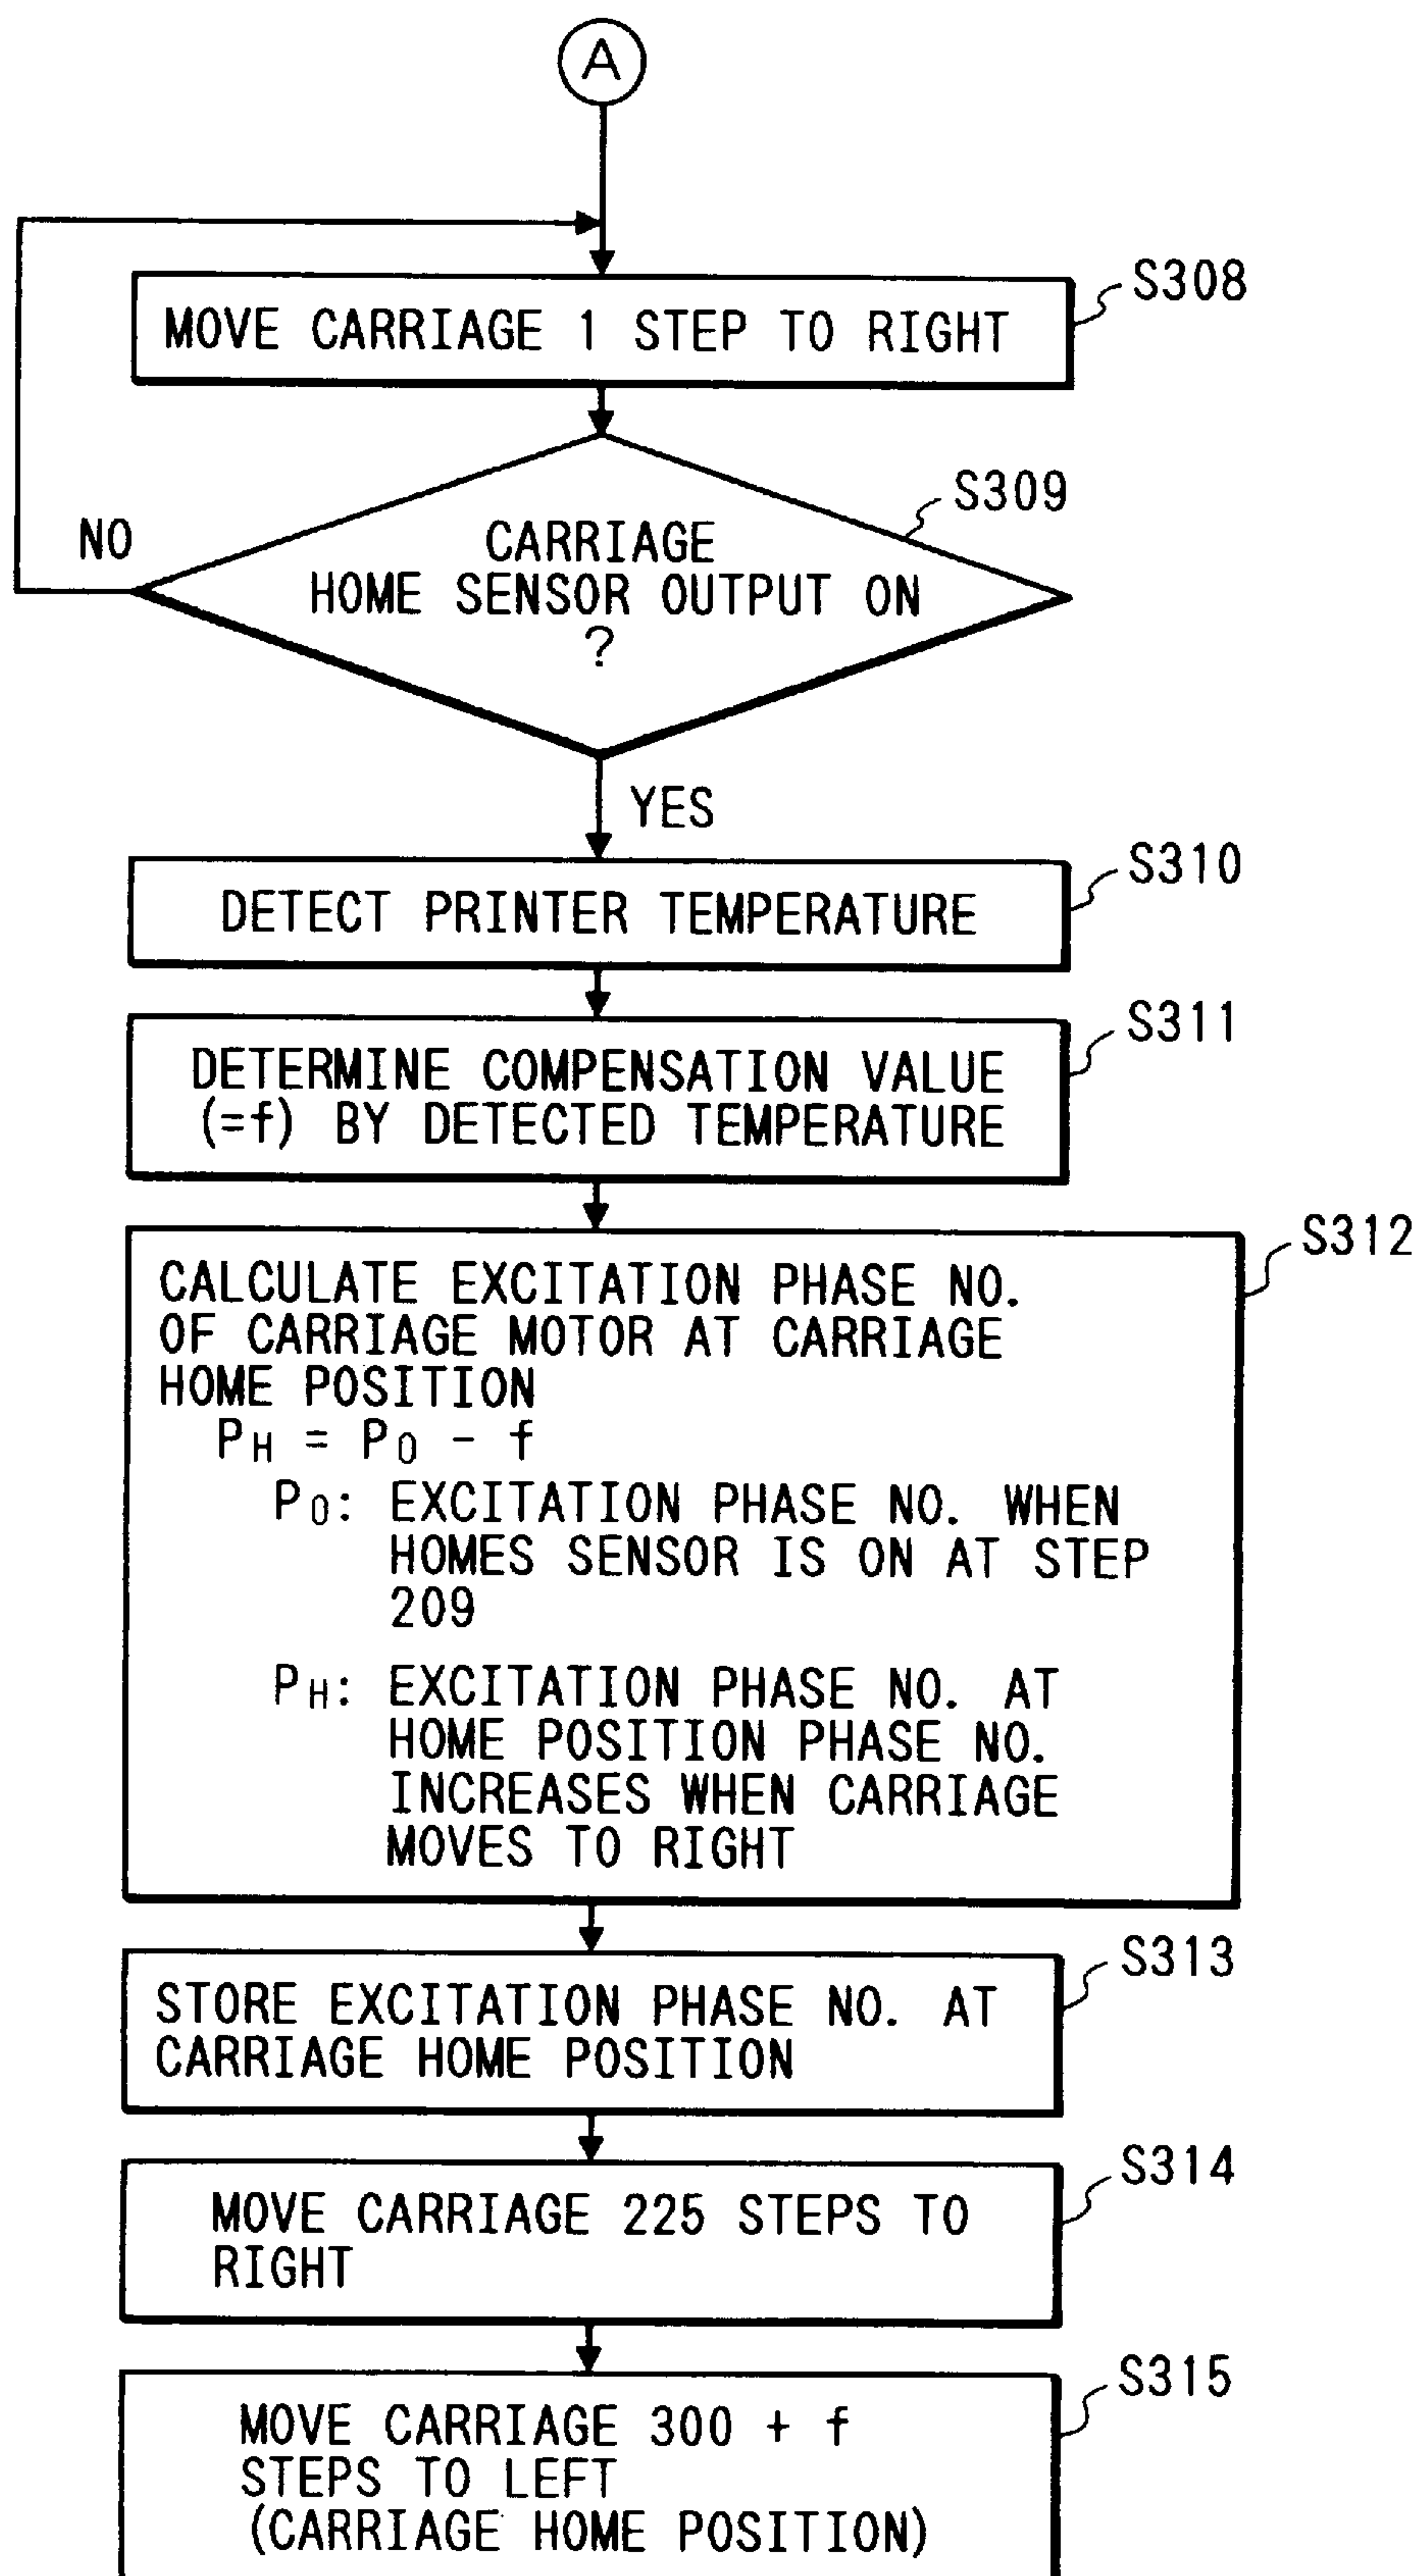 A
MOVE CARRIAGE 1 STEP TO RIGHT
S308
CARRIAGE
HOME SENSOR OUTPUT ON
?
S309
NO
YES
DETECT PRINTER TEMPERATURE
S310
DETERMINE COMPENSATION VALUE
(=f) BY DETECTED TEMPERATURE
S311
CALCULATE EXCITATION PHASE NO.
OF CARRIAGE MOTOR AT CARRIAGE
HOME POSITION
PH = P0 - f
P0: EXCITATION PHASE NO. WHEN
HOMES SENSOR IS ON AT STEP
209
PH: EXCITATION PHASE NO. AT
HOME POSITION PHASE NO.
INCREASES WHEN CARRIAGE
MOVES TO RIGHT
S312
STORE EXCITATION PHASE NO. AT
CARRIAGE HOME POSITION
S313
MOVE CARRIAGE 225 STEPS TO
RIGHT
S314
MOVE CARRIAGE 300 + f
STEPS TO LEFT
(CARRIAGE HOME POSITION)
S315